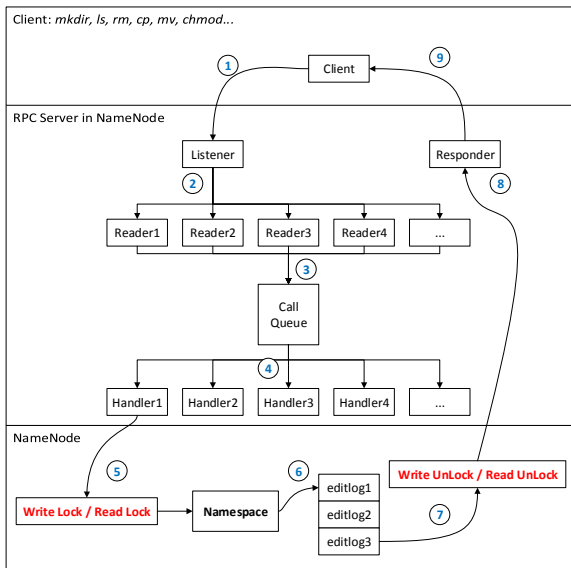 Client: mkdir, ls, rm, cp, mv, chmod...
1
Client
9
RPC Server in NameNode
Listener
Responder
2
8
Reader1
Reader2
Reader3
Reader4
...
3
Call
Queue
4
Handler1
Handler2
Handler3
Handler4
...
NameNode
5
6
Write Lock / Read Lock
Namespace
editlog1
editlog2
editlog3
Write UnLock / Read UnLock
7